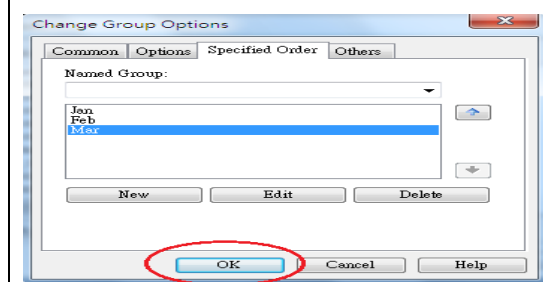 Change Group Options
Common Options Specified Order Others
Named Group:
Jan
Feb
Mar
New Edit Delete
OK Cancel Help